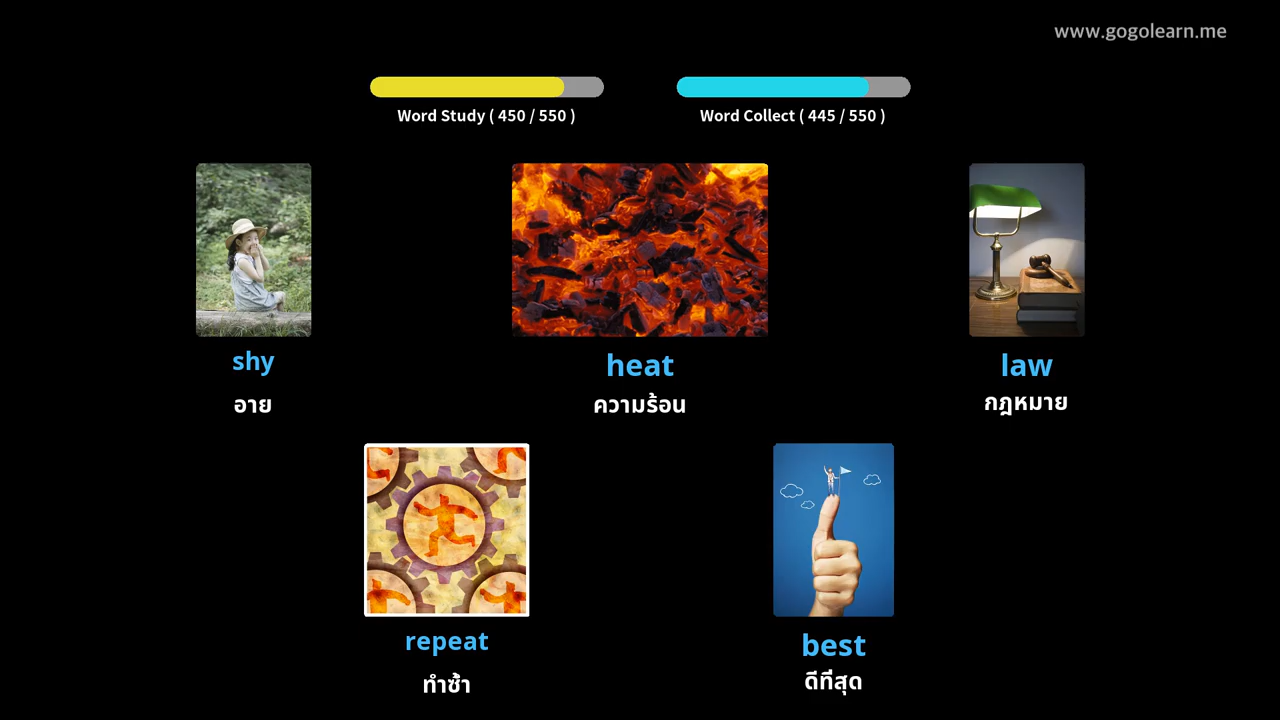 www.gogolearn.me
Word Study ( 450 / 550 )
Word Collect ( 445 / 550 )
shy
อาย
heat
ความร้อน
law
กฎหมาย
repeat
ทำซ้ำ
best
ดีที่สุด